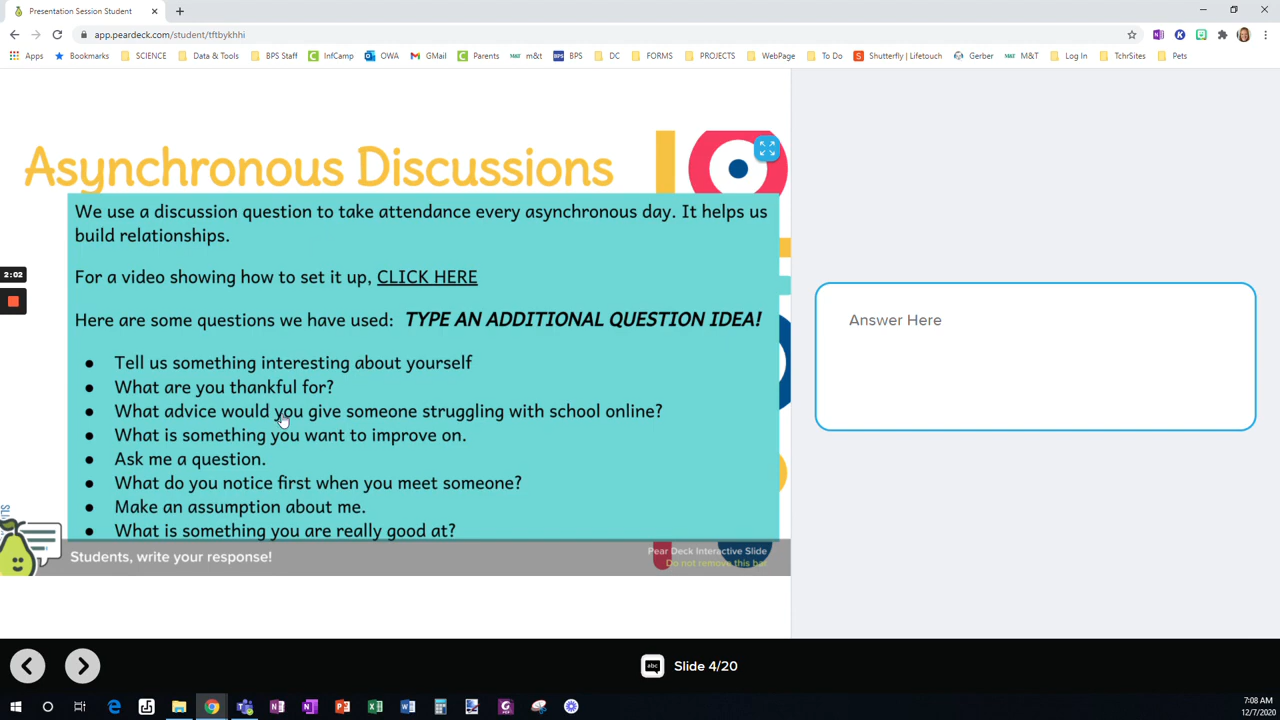 Presentation Session Student
app.peardeck.com/student/tftbykhhi
Apps Bookmarks SCIENCE Data & Tools BPS Staff InfCamp OWA GMail Parents m&t BPS DC FORMS PROJECTS WebPage To Do Shutterfly | Lifetouch Gerber M&T Log In TchrSites Pets
Asynchronous Discussions
We use a discussion question to take attendance every asynchronous day. It helps us
build relationships.
For a video showing how to set it up, CLICK HERE
2:02
Here are some questions we have used: TYPE AN ADDITIONAL QUESTION IDEA!
Answer Here
● Tell us something interesting about yourself
● What are you thankful for?
● What advice would you give someone struggling with school online?
● What is something you want to improve on.
● Ask me a question.
● What do you notice first when you meet someone?
● Make an assumption about me.
● What is something you are really good at?
Students, write your response!
Pear Deck Interactive Slide
Do not remove this bar
abc Slide 4/20
7:08 AM
12/7/2020